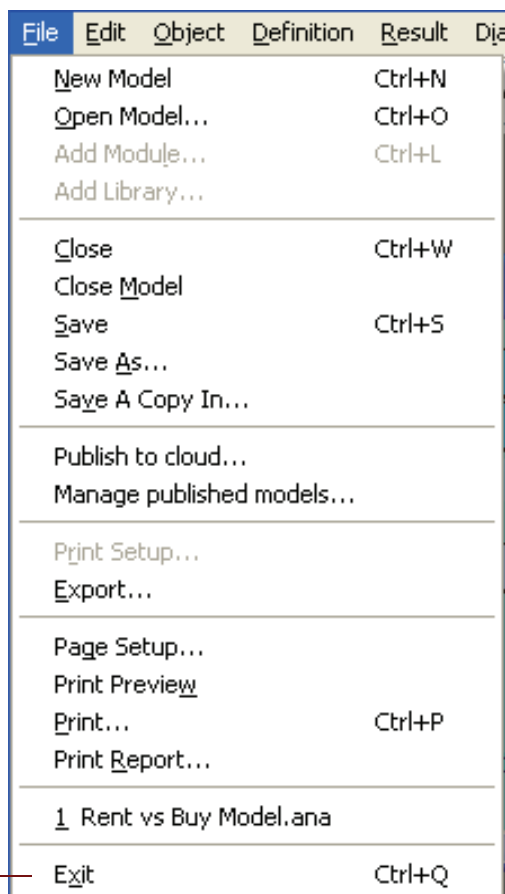 File Edit Object Definition Result Dia
New Model Ctrl+N
Open Model... Ctrl+O
Add Module... Ctrl+L
Add Library...
Close Ctrl+W
Close Model
Save Ctrl+S
Save As...
Save A Copy In...
Publish to cloud...
Manage published models...
Print Setup...
Export...
Page Setup...
Print Preview
Print... Ctrl+P
Print Report...
1 Rent vs Buy Model.ana
Exit Ctrl+Q